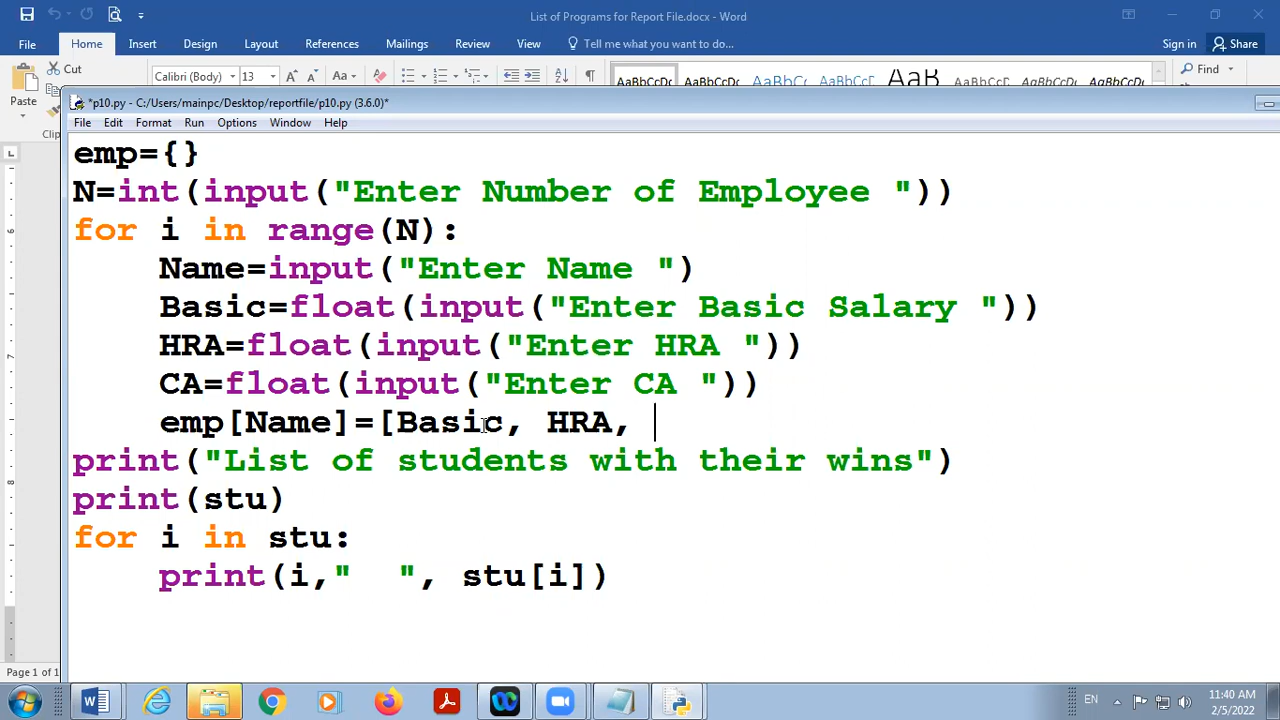 List of Programs for Report File.docx - Word
File Home Insert Design Layout References Mailings Review View Tell me what you want to do... Sign in Share
Cut Calibri (Body) 13 Aa AaBbCcDc AaBbCcDc AaBbC AaBbCcC AaB AaBbCcD AaBbCcDc AaBbCcDc Find
Paste
*p10.py - C:/Users/mainpc/Desktop/reportfile/p10.py (3.6.0)*
File Edit Format Run Options Window Help
emp={}
N=int(input("Enter Number of Employee "))
for i in range(N):
    Name=input("Enter Name ")
    Basic=float(input("Enter Basic Salary "))
    HRA=float(input("Enter HRA "))
    CA=float(input("Enter CA "))
    emp[Name]=[Basic, HRA,
print("List of students with their wins")
print(stu)
for i in stu:
    print(i,"  ", stu[i])
Page 1 of 1
EN 11:40 AM
2/5/2022